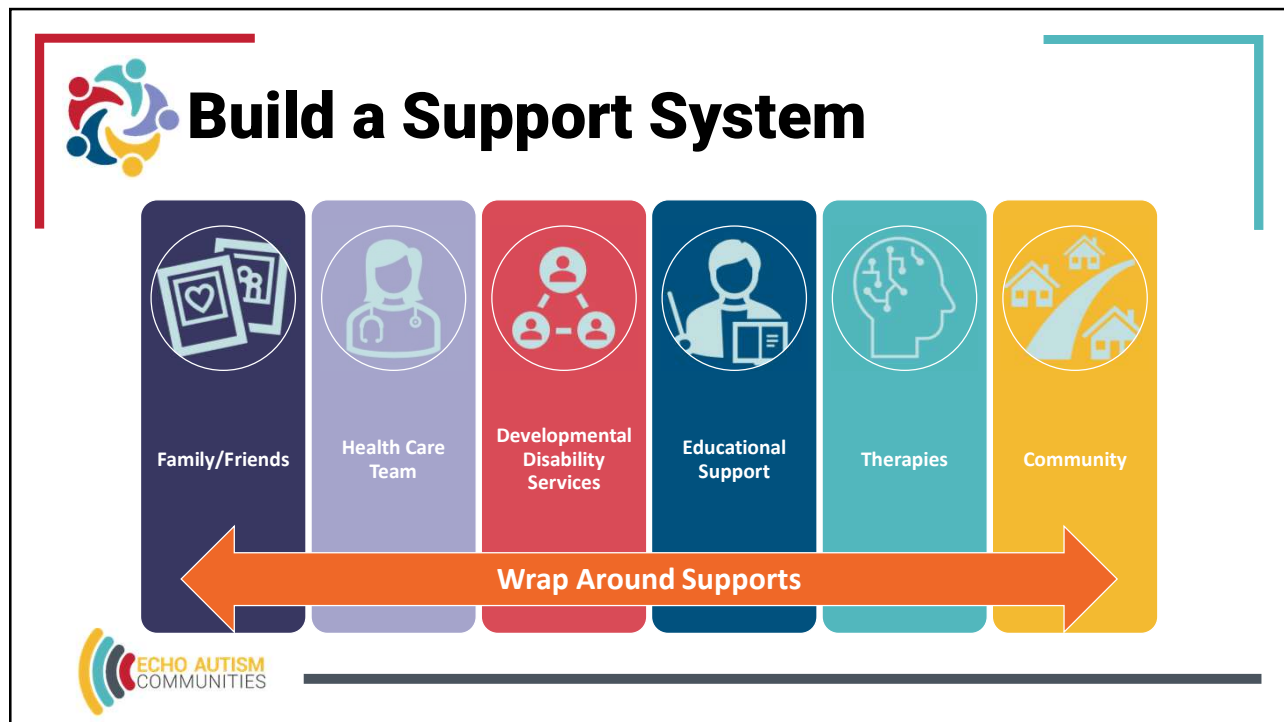 Build a Support System
Family/Friends
Health Care
Team
Developmental
Disability
Services
Educational
Support
Therapies
Community
Wrap Around Supports
ECHO AUTISM
COMMUNITIES